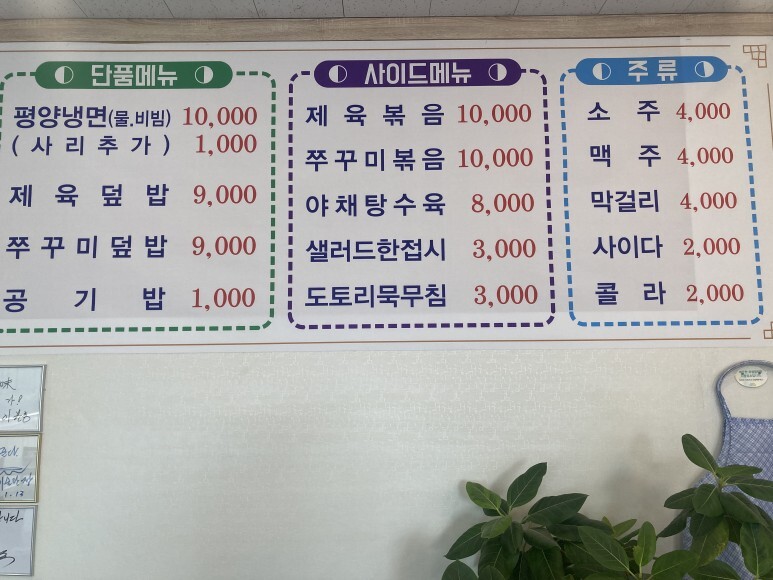 단품메뉴
평양냉면(물.비빔) 10,000
(사리추가) 1,000
제육덮밥 9,000
쭈꾸미덮밥 9,000
공기밥 1,000
사이드메뉴
제육볶음 10,000
쭈꾸미볶음 10,000
야채탕수육 8,000
샐러드한접시 3,000
도토리묵무침 3,000
주류
소주 4,000
맥주 4,000
막걸리 4,000
사이다 2,000
콜라 2,000